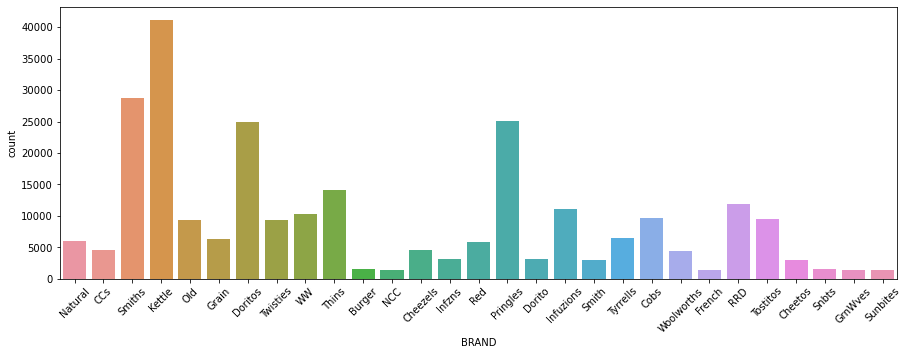 40000
35000
30000
25000
20000
15000
10000
5000
0
count
Natural
CCs
Smiths
Kettle
Old
Grain
Doritos
Twisties
WW
Thins
Burger
NCC
Cheezels
Infzns
Red
Pringles
Dorito
Infuzions
Smith
Tyrrells
Cobs
Woolworths
French
RRD
Tostitos
Cheetos
Snbts
GrnWves
Sunbites
BRAND